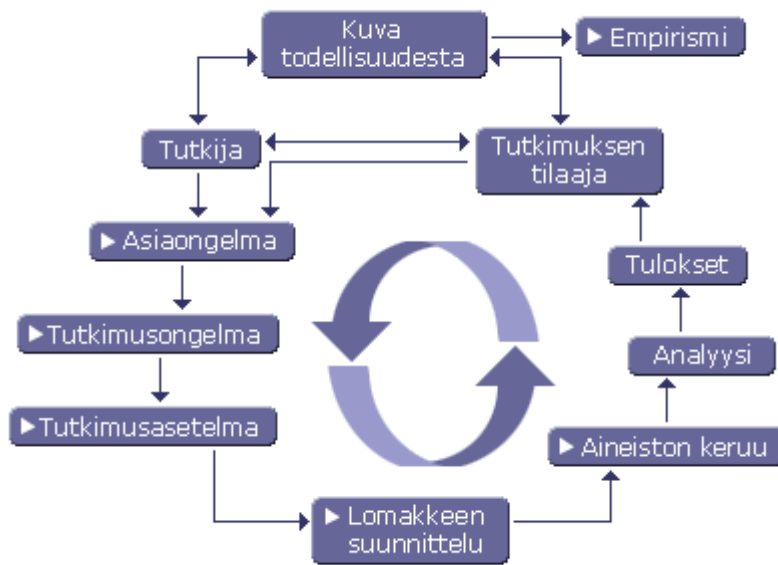 Kuva
todellisuudesta
Empirismi
Tutkija
Tutkimuksen
tilaaja
Asiaongelma
Tulokset
Tutkimusongelma
Analyysi
Tutkimusasetelma
Aineiston keruu
Lomakkeen
suunnittelu